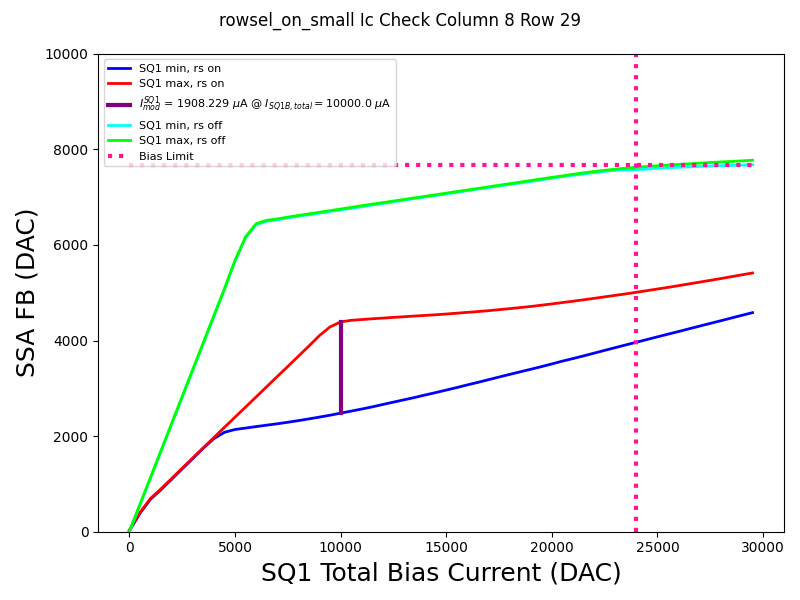 rowsel_on_small Ic Check Column 8 Row 29
10000
8000
6000
4000
2000
0
SSA FB (DAC)
SQ1 min, rs on
SQ1 max, rs on
I_{mod}^{SQ1} = 1908.229 μA @ I_{SQ1B, total} = 10000.0 μA
SQ1 min, rs off
SQ1 max, rs off
Bias Limit
0 5000 10000 15000 20000 25000 30000
SQ1 Total Bias Current (DAC)